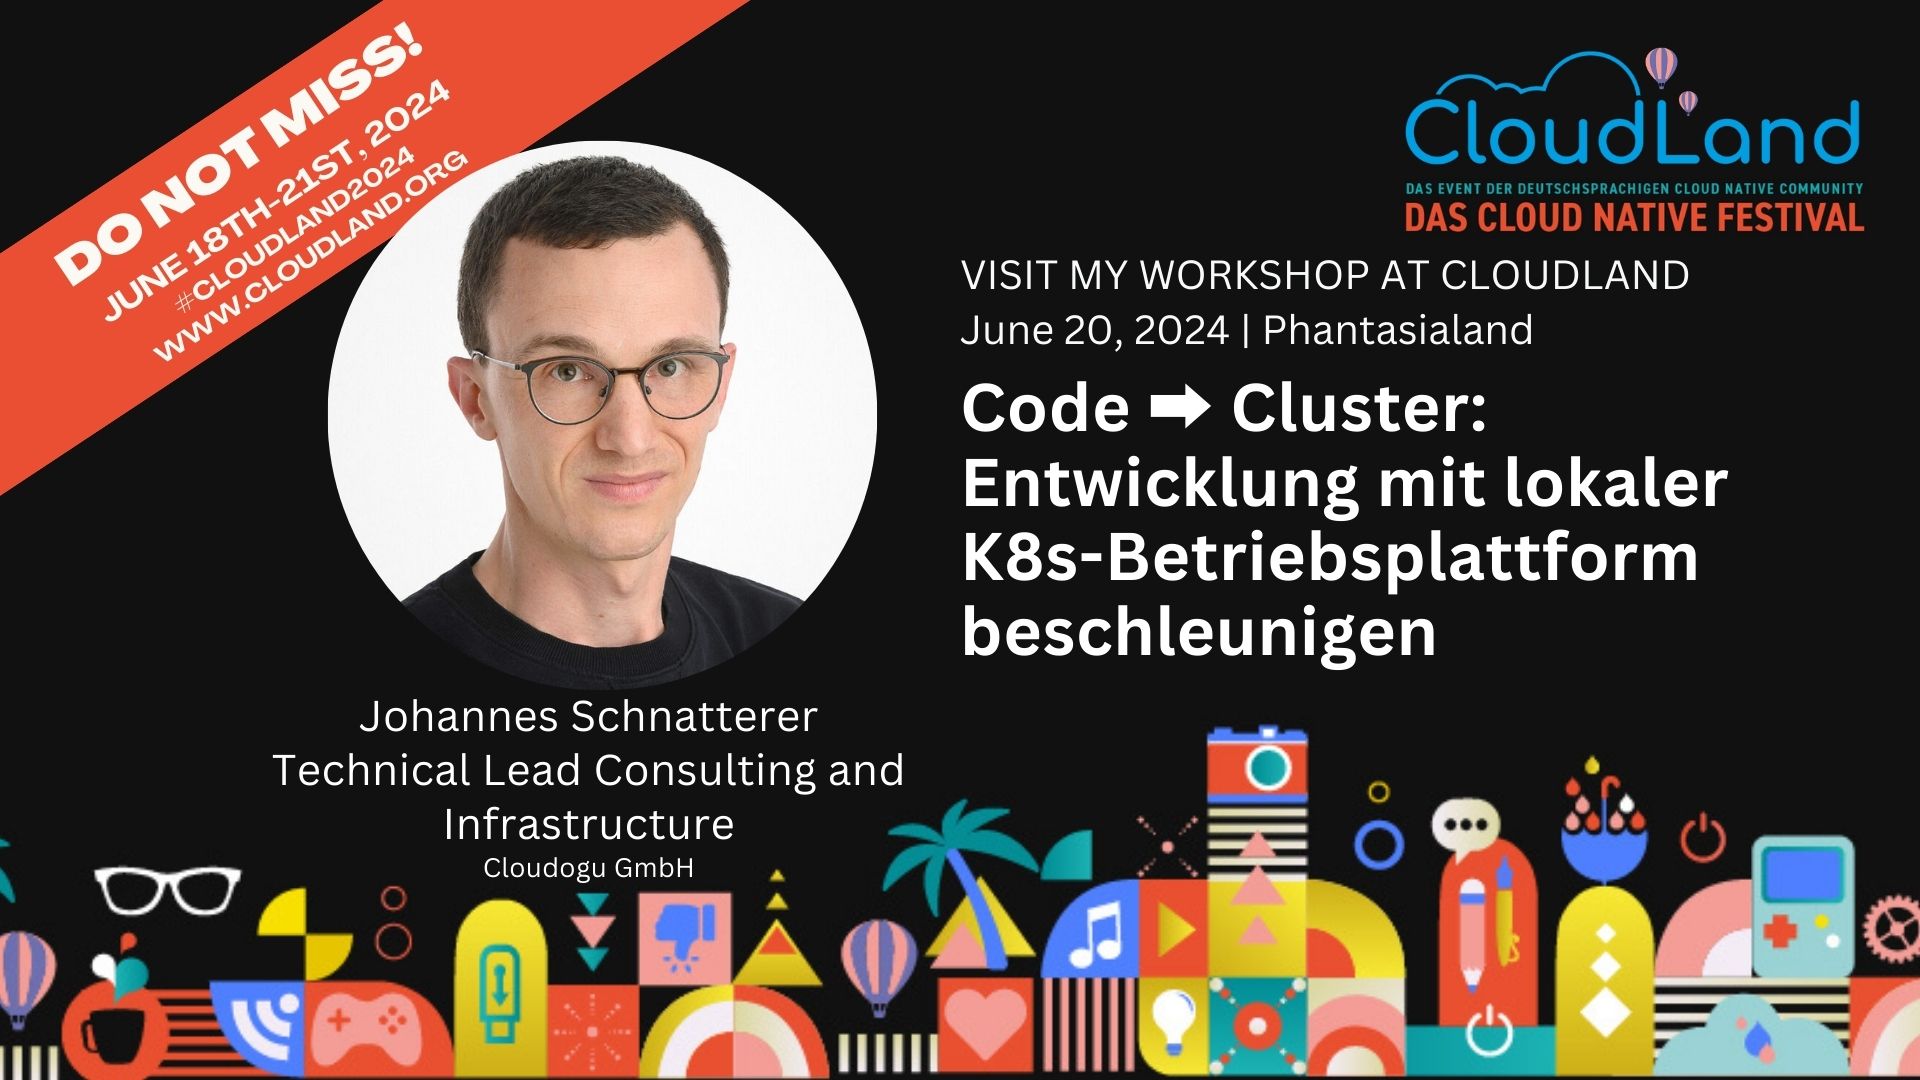 DO NOT MISS!
JUNE 18TH-21ST, 2024
#CLOUDLAND2024
WWW.CLOUDLAND.ORG
CloudLand
DAS EVENT DER DEUTSCHSPRACHIGEN CLOUD NATIVE COMMUNITY
DAS CLOUD NATIVE FESTIVAL
VISIT MY WORKSHOP AT CLOUDLAND
June 20, 2024 | Phantasialand
Code ➡ Cluster:
Entwicklung mit lokaler
K8s-Betriebsplattform
beschleunigen
Johannes Schnatterer
Technical Lead Consulting and
Infrastructure
Cloudogu GmbH